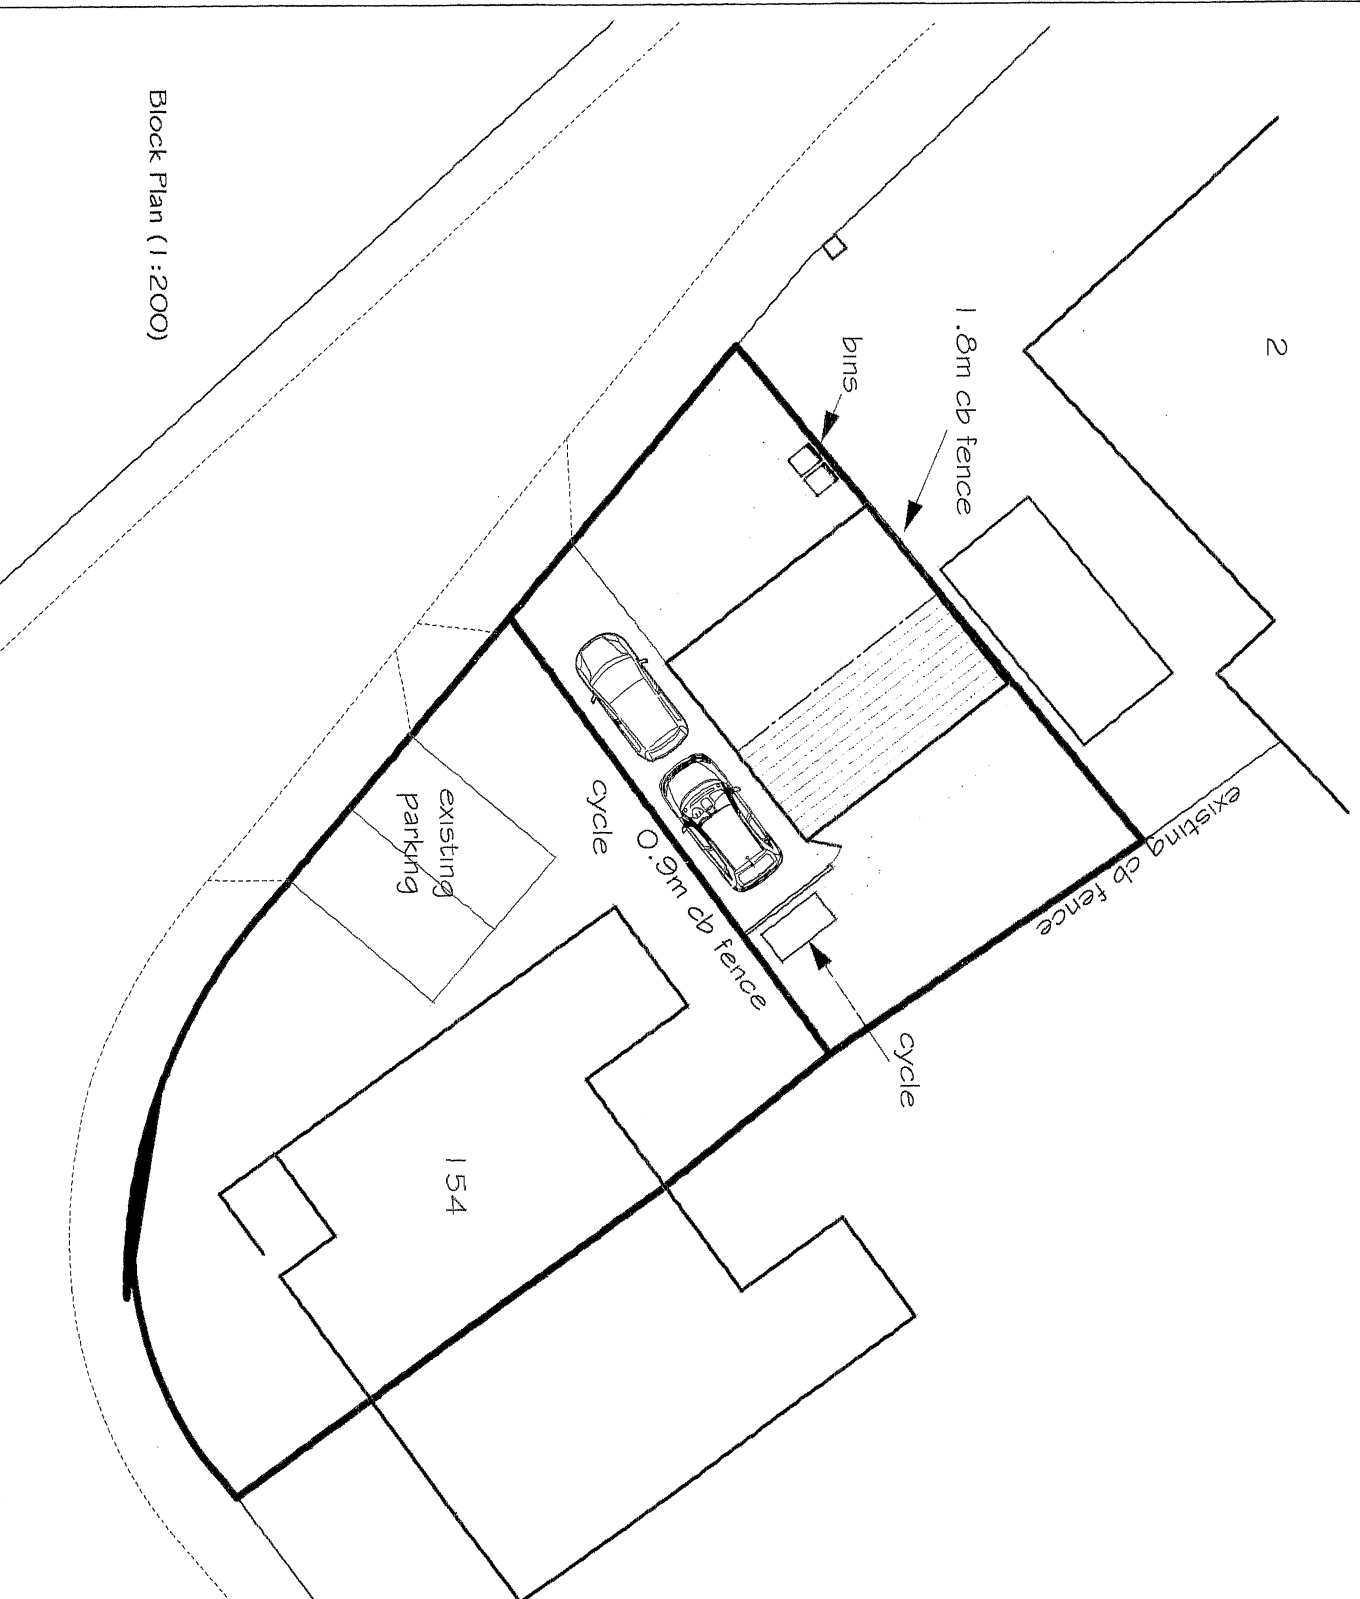 Block Plan (1:200)
2
1.8m cb fence
bins
existing cb fence
cycle
0.9m cb fence
existing
parking
cycle
154